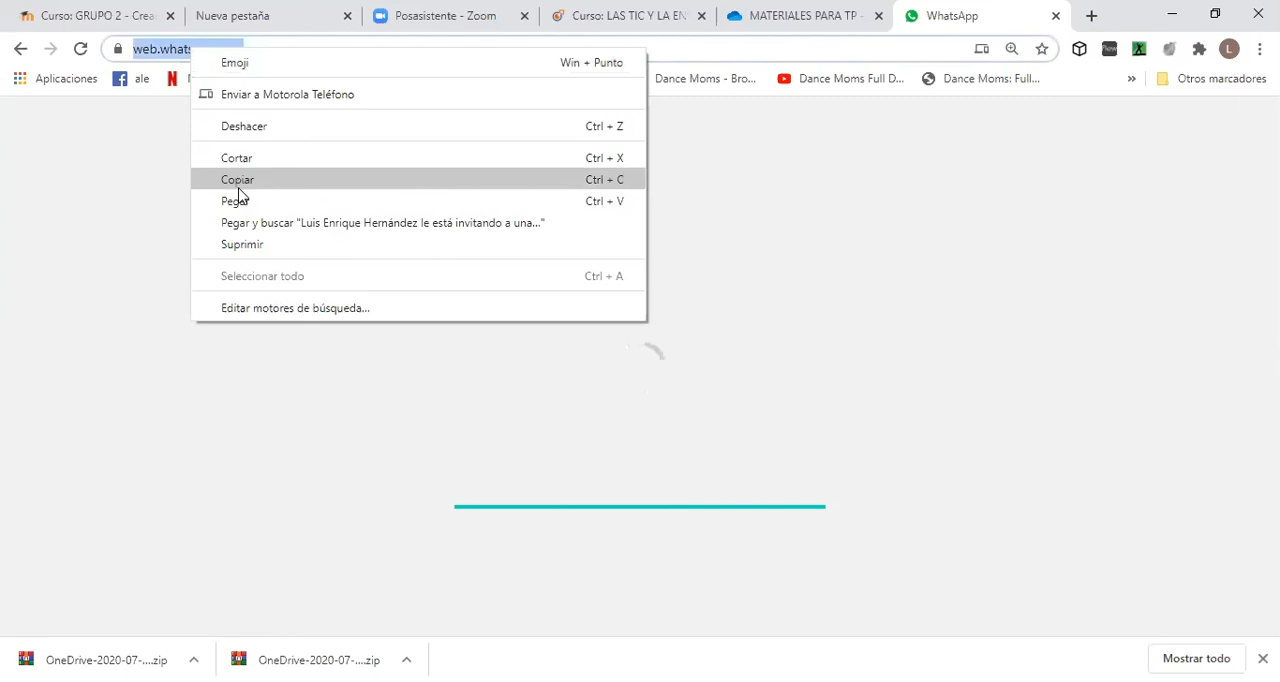 Curso: GRUPO 2 - Crea
Nueva pestaña
Posasistente - Zoom
Curso: LAS TIC Y LA EN
MATERIALES PARA TP -
WhatsApp
web.whats
L
Aplicaciones
ale
Dance Moms - Bro...
Dance Moms Full D...
Dance Moms: Full...
»
Otros marcadores
Emoji Win + Punto
Enviar a Motorola Teléfono
Deshacer Ctrl + Z
Cortar Ctrl + X
Copiar Ctrl + C
Pegar Ctrl + V
Pegar y buscar "Luis Enrique Hernández le está invitando a una..."
Suprimir
Seleccionar todo Ctrl + A
Editar motores de búsqueda...
OneDrive-2020-07-....zip
OneDrive-2020-07-....zip
Mostrar todo